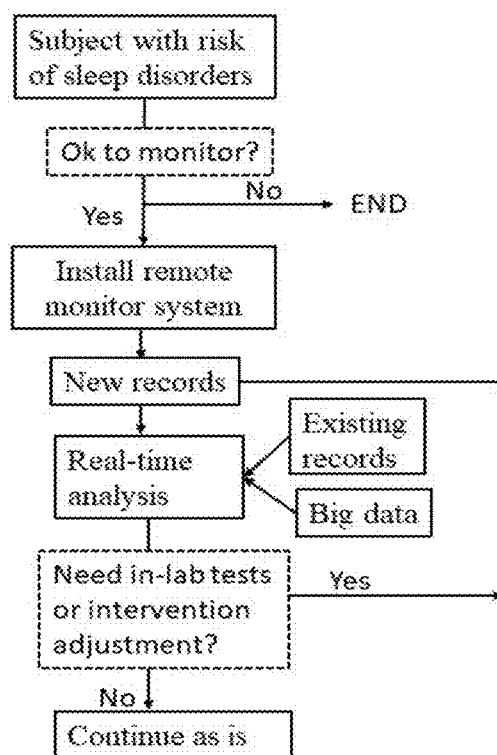 Subject with risk
of sleep disorders
Ok to monitor?
No
END
Yes
Install remote
monitor system
New records
Existing
records
Real-time
analysis
Big data
Need in-lab tests
or intervention
adjustment?
Yes
No
Continue as is